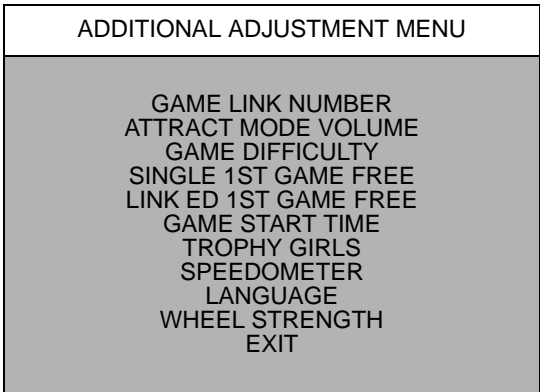 ADDITIONAL ADJUSTMENT MENU
GAME LINK NUMBER
ATTRACT MODE VOLUME
GAME DIFFICULTY
SINGLE 1ST GAME FREE
LINK ED 1ST GAME FREE
GAME START TIME
TROPHY GIRLS
SPEEDOMETER
LANGUAGE
WHEEL STRENGTH
EXIT